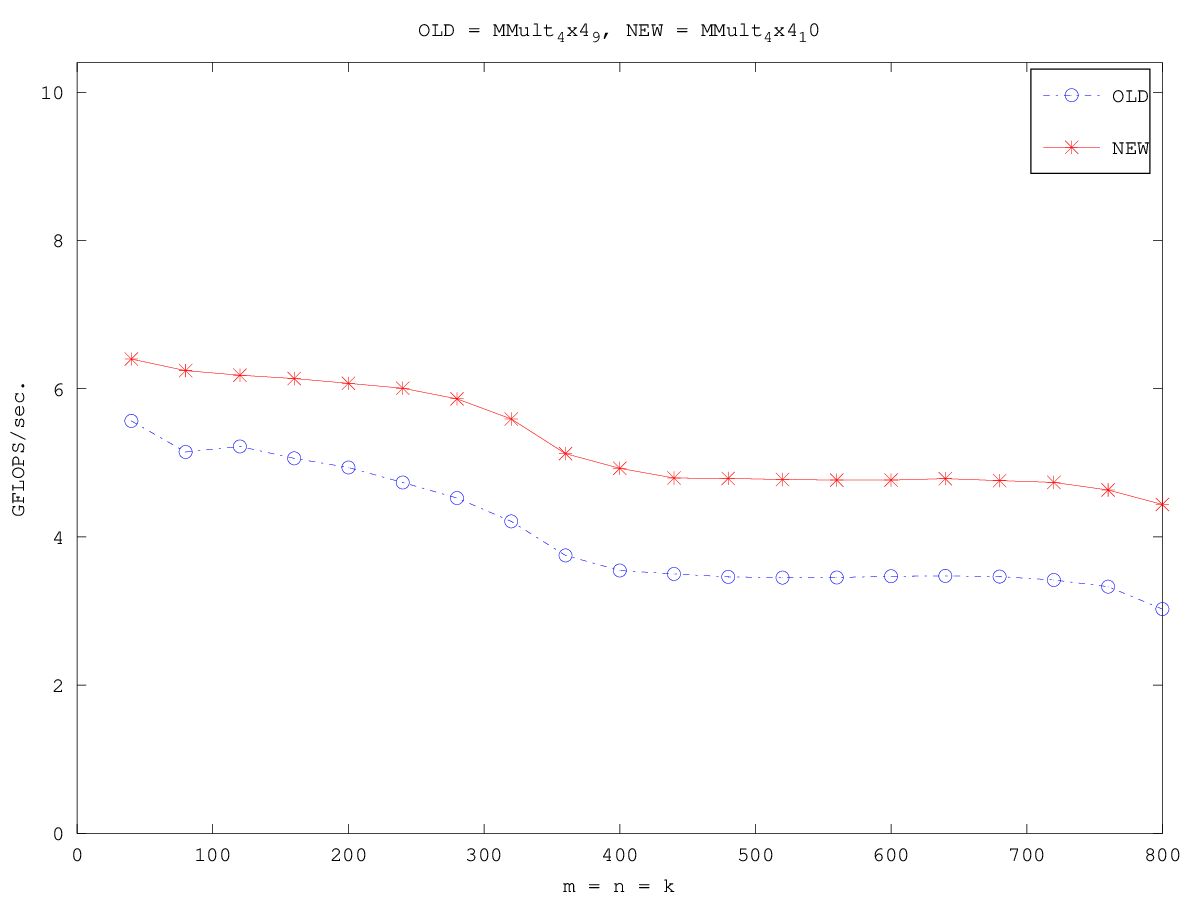 OLD = MMult₄x4₉, NEW = MMult₄x4₁0
OLD
NEW
10
8
6
4
2
0
GFLOPS/sec.
0 100 200 300 400 500 600 700 800
m = n = k